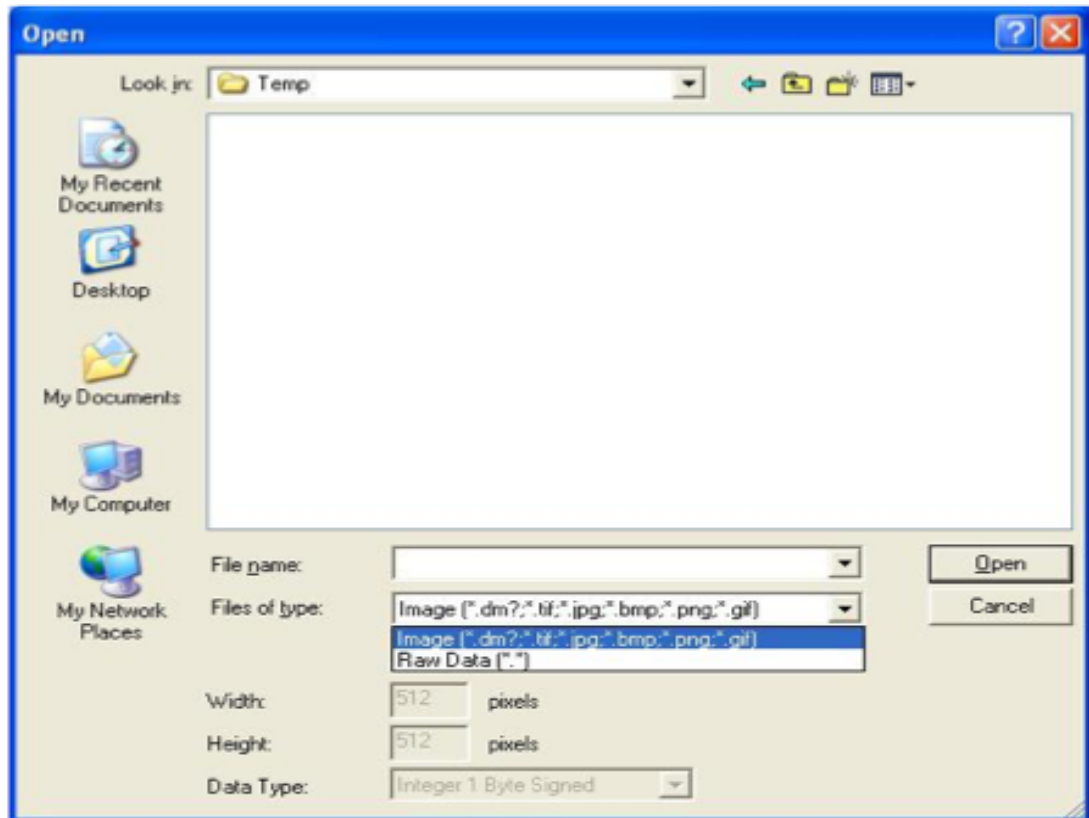 Open
Look in: Temp
My Recent
Documents
Desktop
My Documents
My Computer
My Network
Places
File name:
Open
Files of type: Image (*.dm?;*.tif;*.jpg;*.bmp;*.png;*.gif)
Cancel
Image (*.dm?;*.tif;*.jpg;*.bmp;*.png;*.gif)
Raw Data (*.*)
Width: 512 pixels
Height: 512 pixels
Data Type: Integer 1 Byte Signed